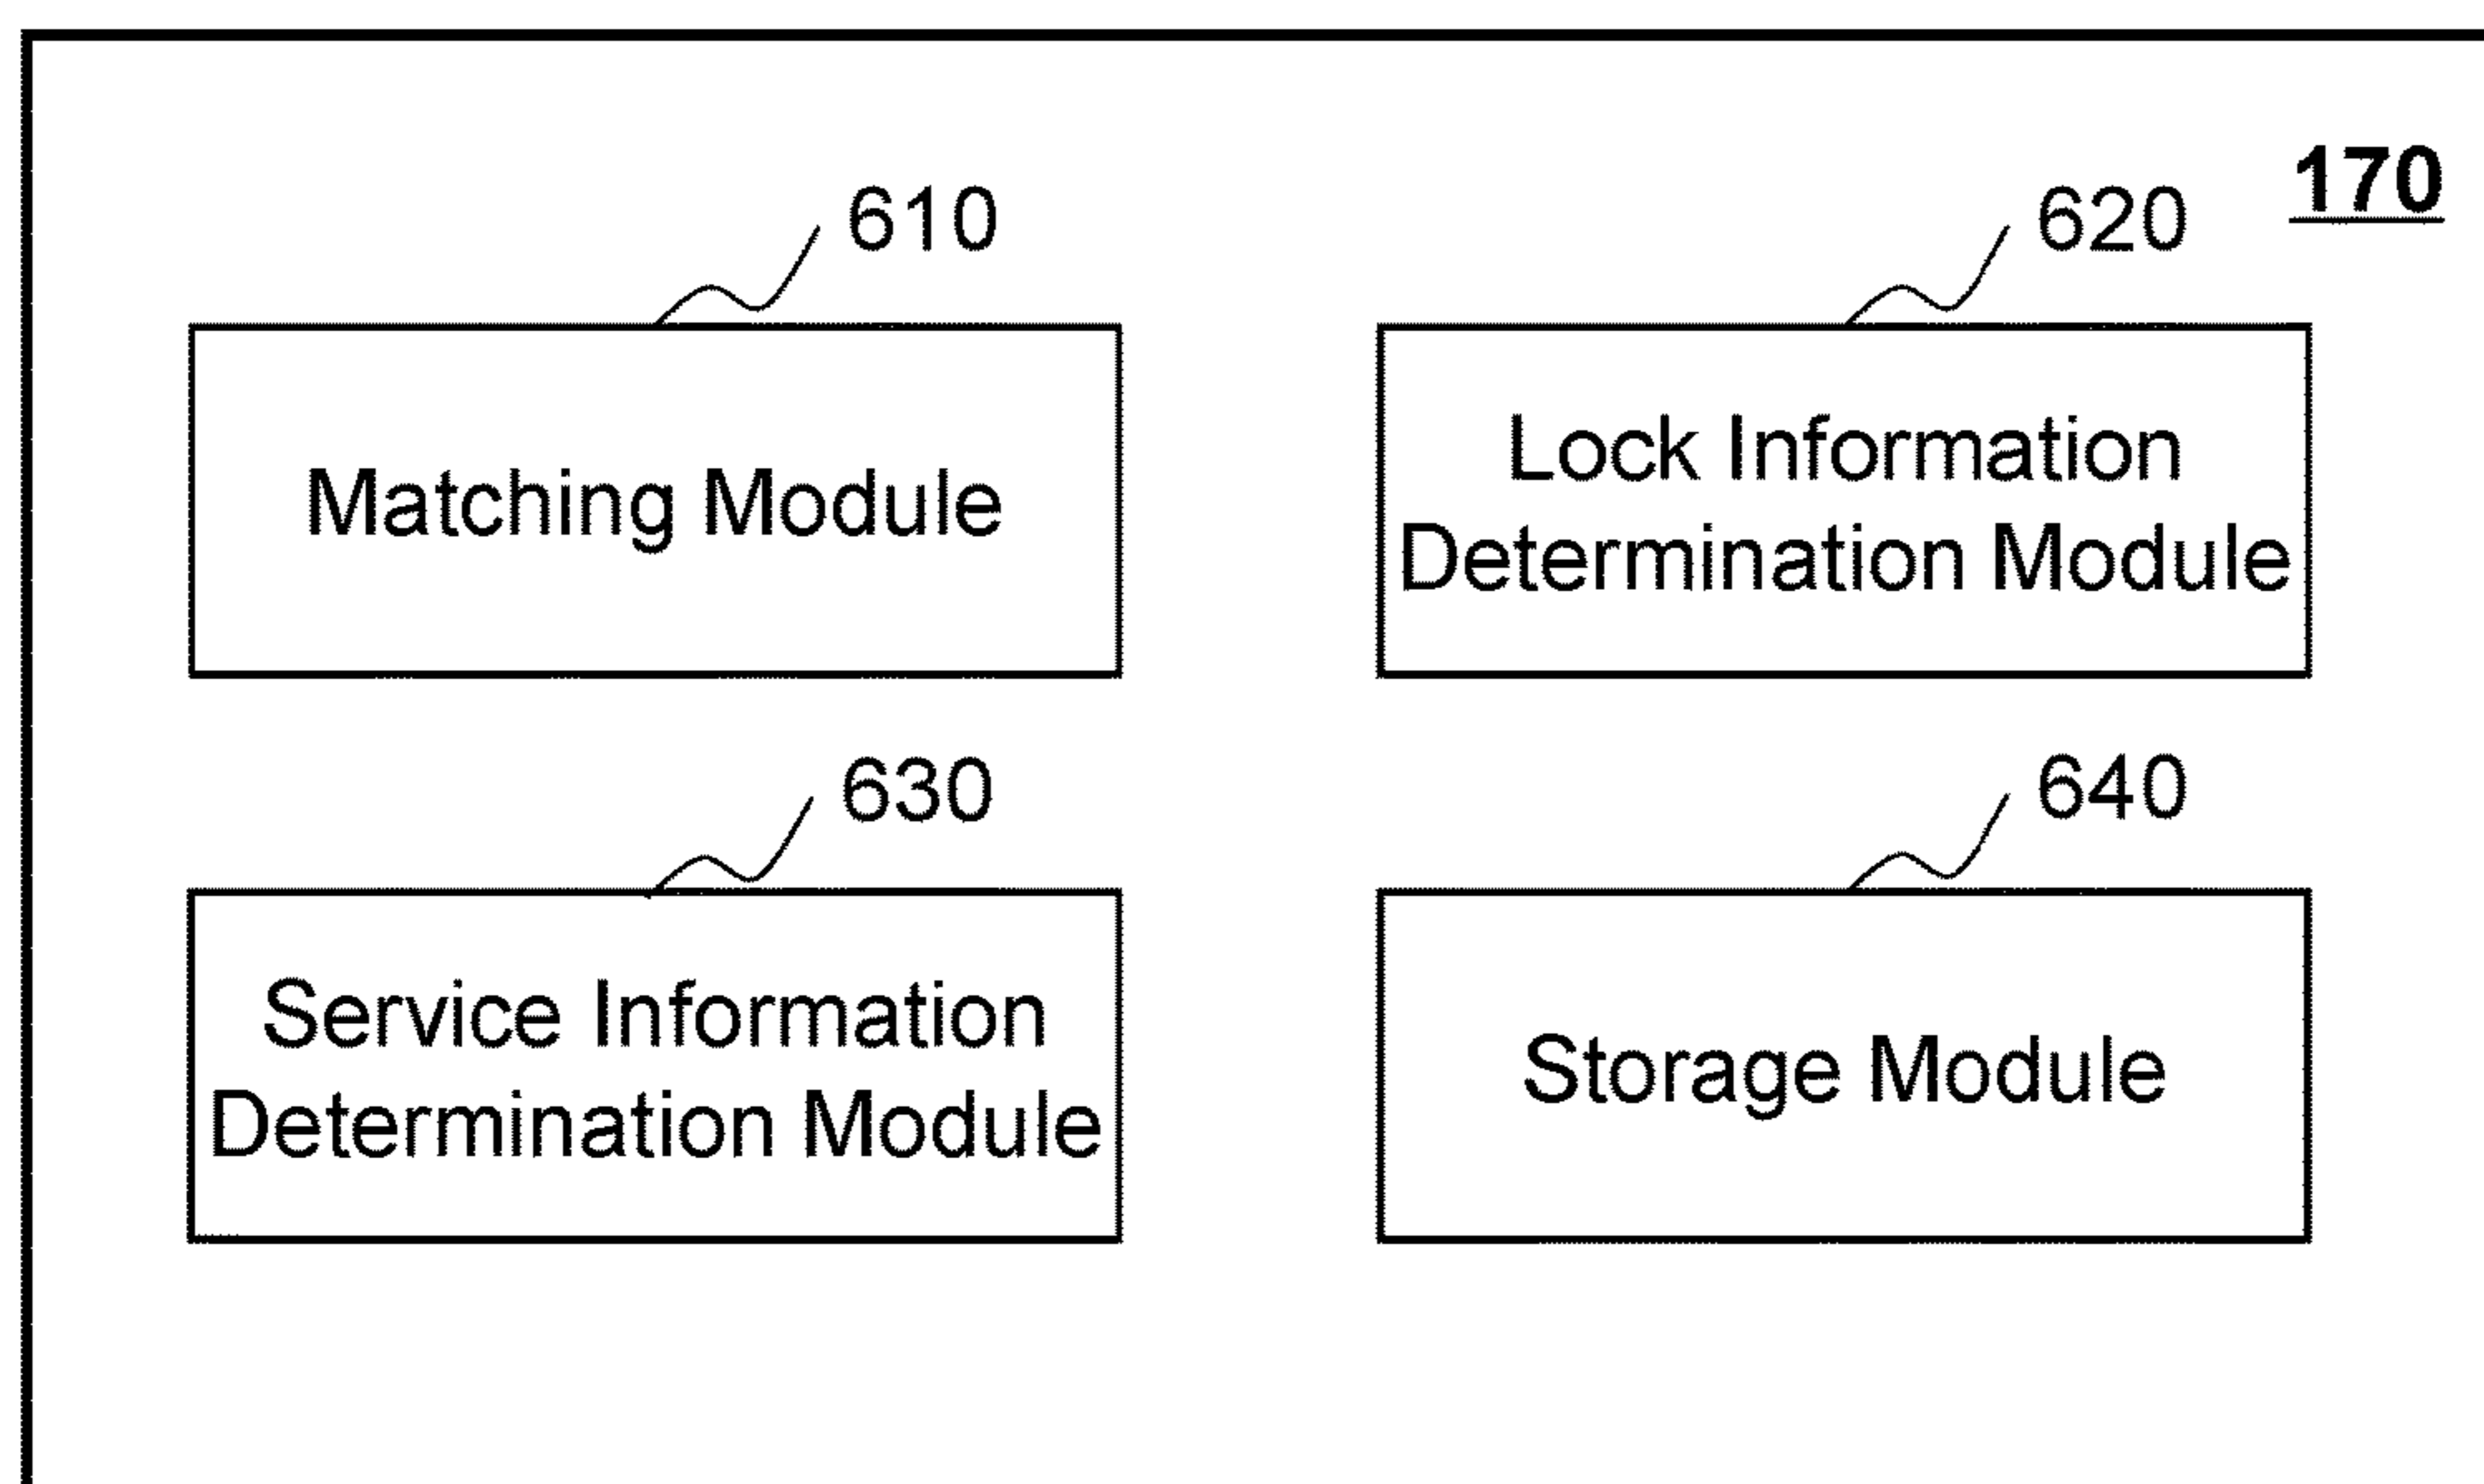 170
610
620
Matching Module
Lock Information
Determination Module
630
640
Service Information
Determination Module
Storage Module